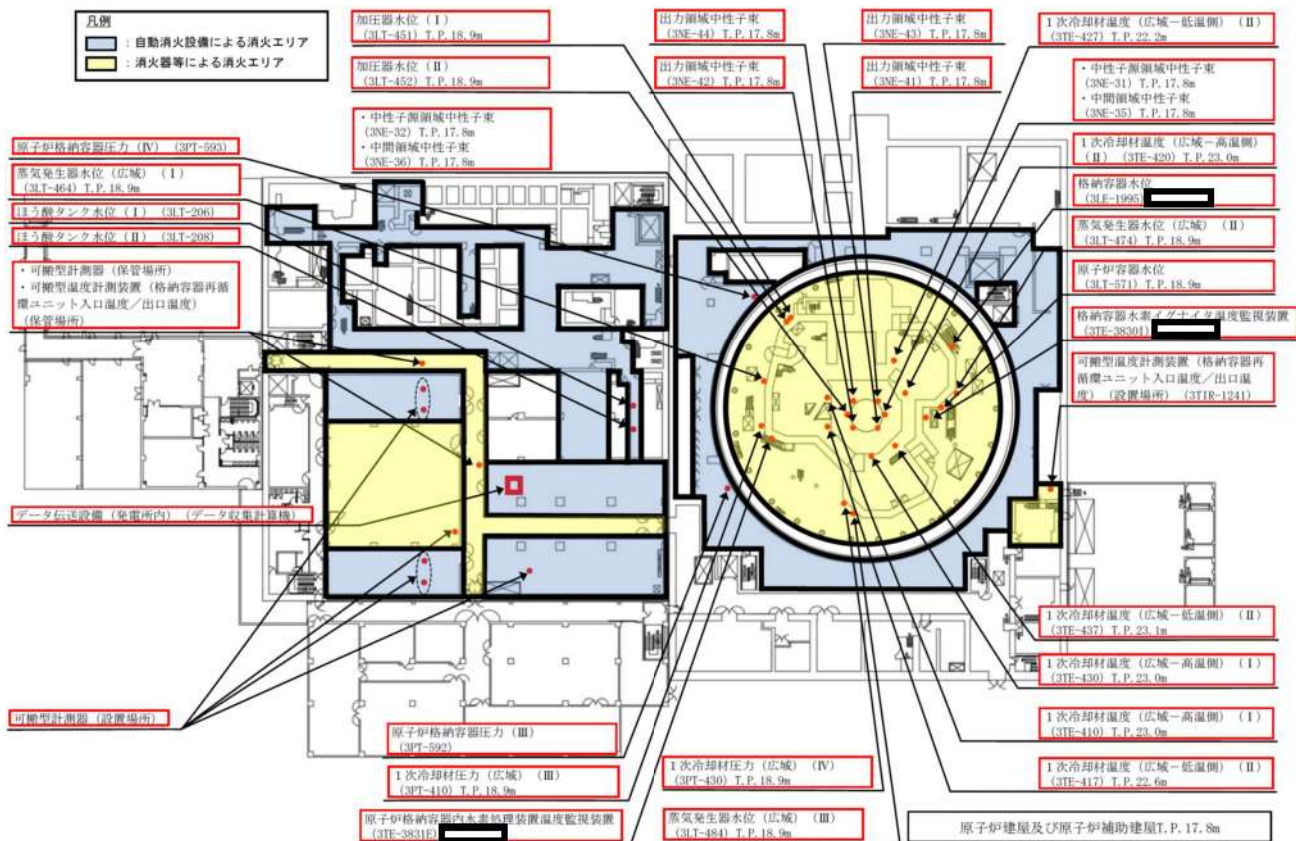 凡例
：自動消火設備による消火エリア
：消火器等による消火エリア
加圧器水位（Ⅰ）
(3LT-451) T.P.18.9m
加圧器水位（Ⅱ）
(3LT-452) T.P.18.9m
・中性子源領域中性子束
(3NE-32) T.P.17.8m
・中間領域中性子束
(3NE-36) T.P.17.8m
出力領域中性子束
(3NE-44) T.P.17.8m
出力領域中性子束
(3NE-42) T.P.17.8m
出力領域中性子束
(3NE-43) T.P.17.8m
出力領域中性子束
(3NE-41) T.P.17.8m
1次冷却材温度（広域－低温側）（Ⅱ）
(3TE-427) T.P.22.2m
・中性子源領域中性子束
(3NE-31) T.P.17.8m
・中間領域中性子束
(3NE-35) T.P.17.8m
1次冷却材温度（広域－高温側）
（Ⅱ） (3TE-420) T.P.23.0m
格納容器水位
(3LE-1995)
蒸気発生器水位（広域）（Ⅱ）
(3LT-474) T.P.18.9m
原子炉容器水位
(3LT-571) T.P.18.9m
格納容器水素イグナイタ温度監視装置
(3TE-3830I)
可搬型温度計測装置（格納容器再
循環ユニット入口温度／出口温
度）（設置場所）(3TIR-1241)
原子炉格納容器圧力（Ⅳ） (3PT-593)
蒸気発生器水位（広域）（Ⅰ）
(3LT-464) T.P.18.9m
ほう酸タンク水位（Ⅰ） (3LT-206)
ほう酸タンク水位（Ⅱ） (3LT-208)
・可搬型計測器（保管場所）
・可搬型温度計測装置（格納容器再循
環ユニット入口温度／出口温度）
（保管場所）
データ伝送設備（発電所内）（データ収集計算機）
可搬型計測器（設置場所）
原子炉格納容器圧力（Ⅲ）
(3PT-592)
1次冷却材圧力（広域）（Ⅲ）
(3PT-410) T.P.18.9m
原子炉格納容器内水素処理装置温度監視装置
(3TE-3831E)
1次冷却材圧力（広域）（Ⅳ）
(3PT-430) T.P.18.9m
蒸気発生器水位（広域）（Ⅲ）
(3LT-484) T.P.18.9m
1次冷却材温度（広域－低温側）（Ⅱ）
(3TE-437) T.P.23.1m
1次冷却材温度（広域－高温側）（Ⅰ）
(3TE-430) T.P.23.0m
1次冷却材温度（広域－高温側）（Ⅰ）
(3TE-410) T.P.23.0m
1次冷却材温度（広域－低温側）（Ⅱ）
(3TE-417) T.P.22.6m
原子炉建屋及び原子炉補助建屋T.P.17.8m